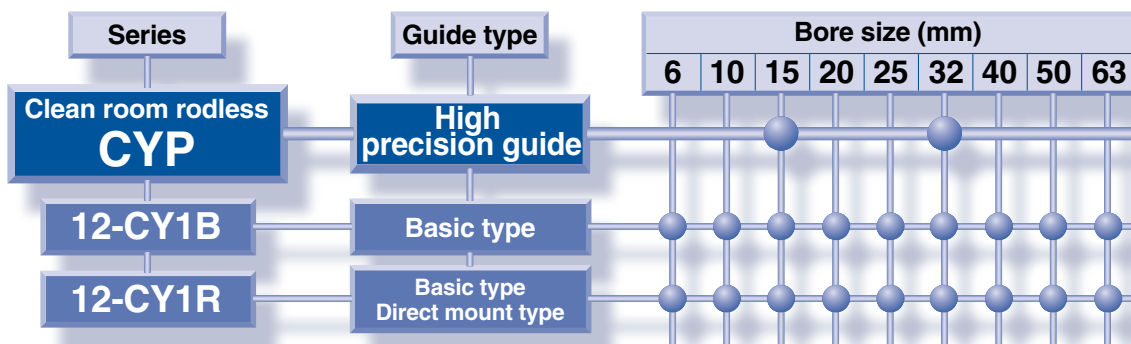 Series
Guide type
Bore size (mm)
6 10 15 20 25 32 40 50 63
Clean room rodless
CYP
High
precision guide
12-CY1B
Basic type
12-CY1R
Basic type
Direct mount type